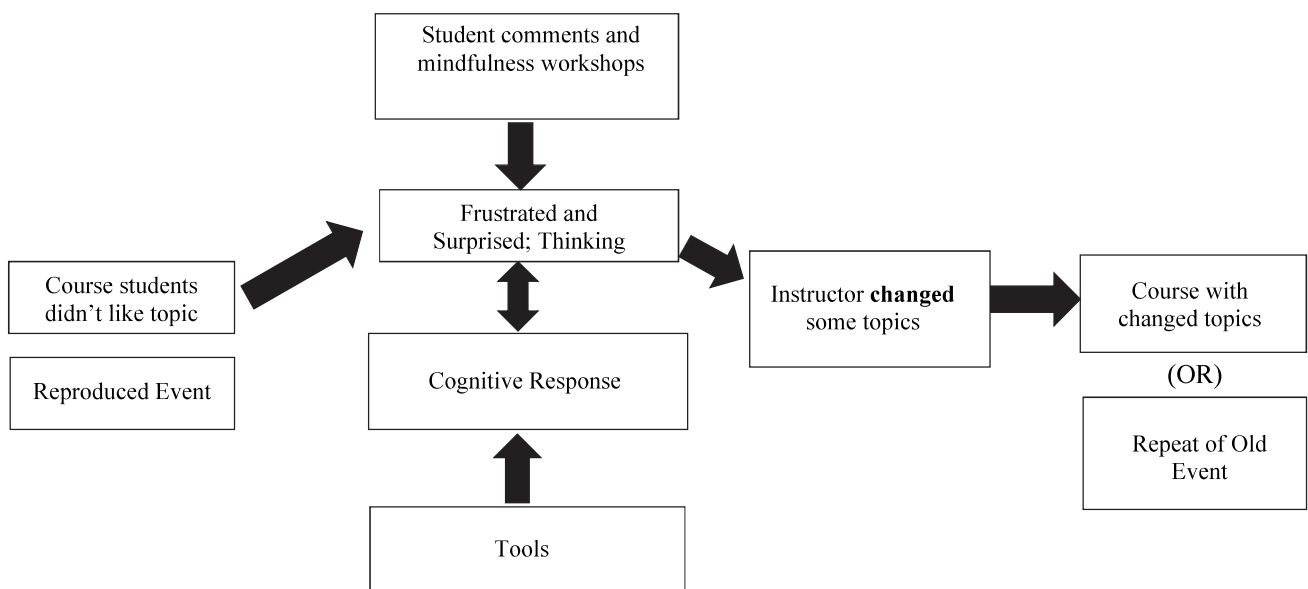 Student comments and
mindfulness workshops
Frustrated and
Surprised; Thinking
Course students
didn’t like topic
Reproduced Event
Cognitive Response
Tools
Instructor changed
some topics
Course with
changed topics
(OR)
Repeat of Old
Event